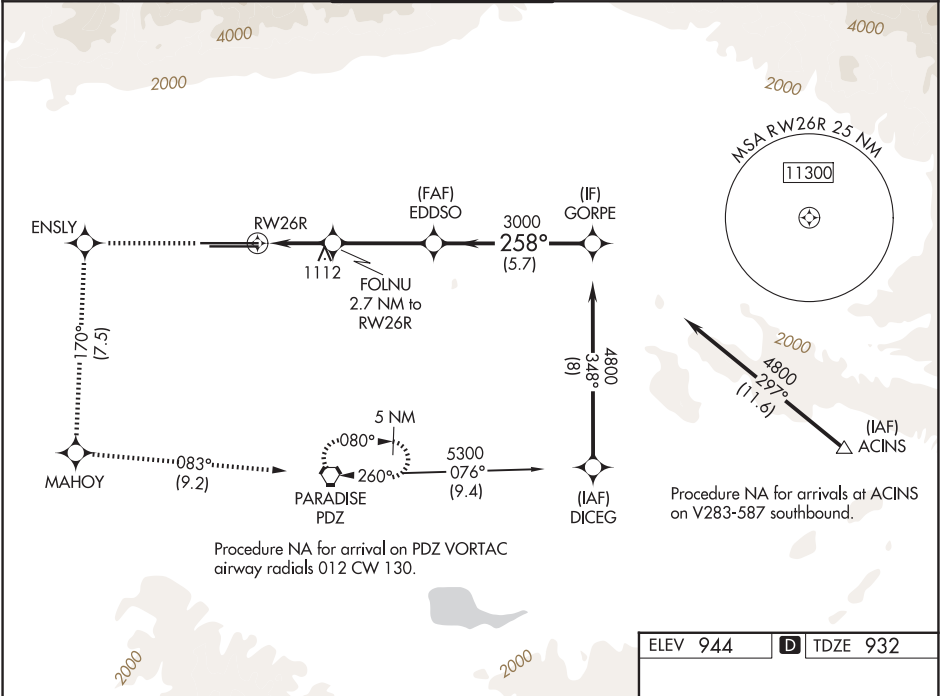 4000
4000
2000
2000
MSA RW26R 25 NM
11300
(FAF)
EDDSO
(IF)
GORPE
ENSLY
RW26R
3000
258°
(5.7)
1112
FOLNU
2.7 NM to
RW26R
170°
(7.5)
4800
348°
(8)
2000
4800
297°
(11.6)
(IAF)
ACINS
5 NM
080°
260°
5300
076°
(9.4)
MAHOY
083°
(9.2)
PARADISE
PDZ
(IAF)
DICEG
Procedure NA for arrivals at ACINS
on V283-587 southbound.
Procedure NA for arrival on PDZ VORTAC
airway radials 012 CW 130.
2000
2000
ELEV 944 D TDZE 932